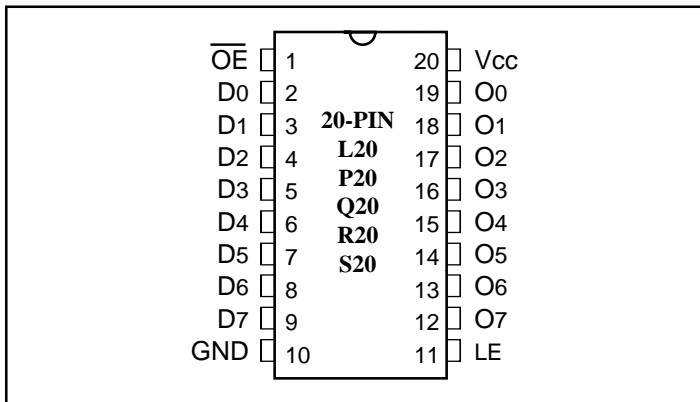 O̅E̅ 1 20 Vcc
D0 2 19 O0
D1 3 20-PIN 18 O1
D2 4 L20 17 O2
D3 5 P20 16 O3
D4 6 Q20 15 O4
D5 7 R20 14 O5
D6 8 S20 13 O6
D7 9 12 O7
GND 10 11 LE